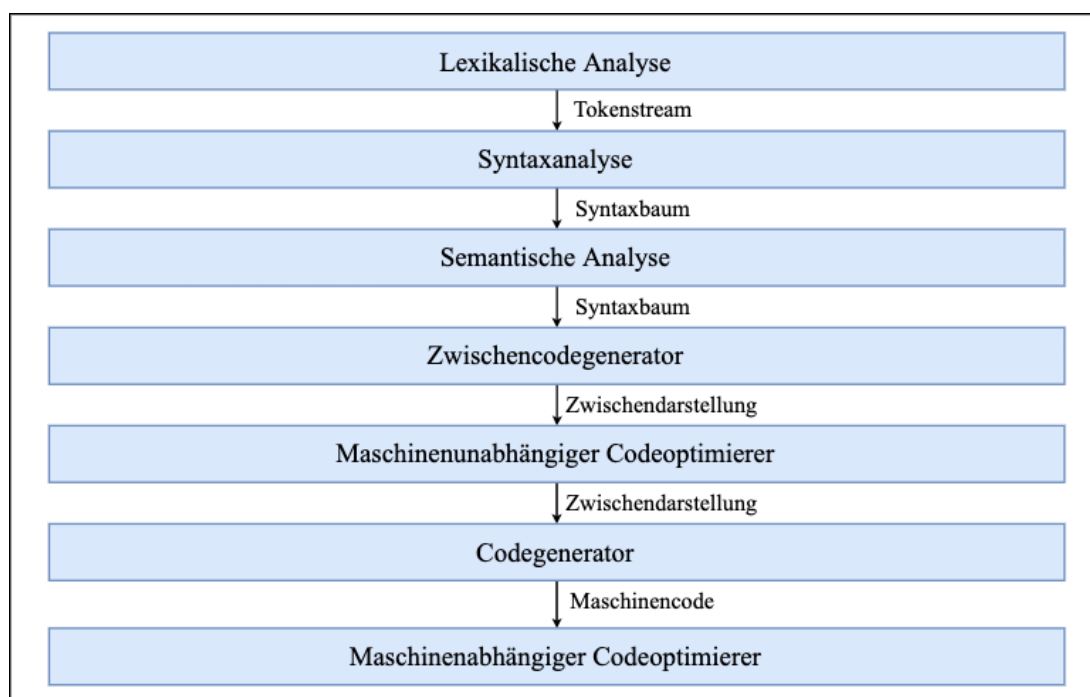 Lexikalische Analyse
Tokenstream
Syntaxanalyse
Syntaxbaum
Semantische Analyse
Syntaxbaum
Zwischencodegenerator
Zwischendarstellung
Maschinenunabhängiger Codeoptimierer
Zwischendarstellung
Codegenerator
Maschinencode
Maschinenabhängiger Codeoptimierer